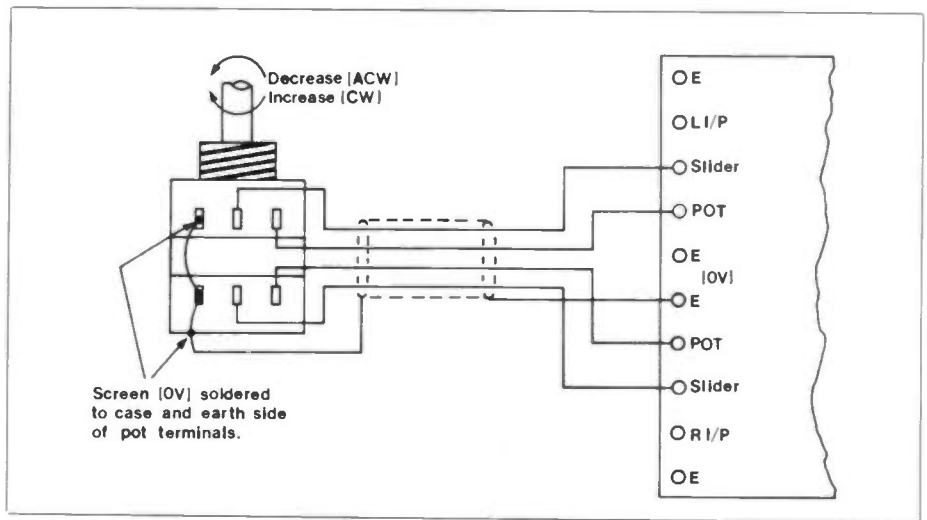 Decrease (ACW)
Increase (CW)
Screen (0V) soldered
to case and earth side
of pot terminals.
E
L I/P
Slider
POT
E
(0V)
E
POT
Slider
R I/P
E